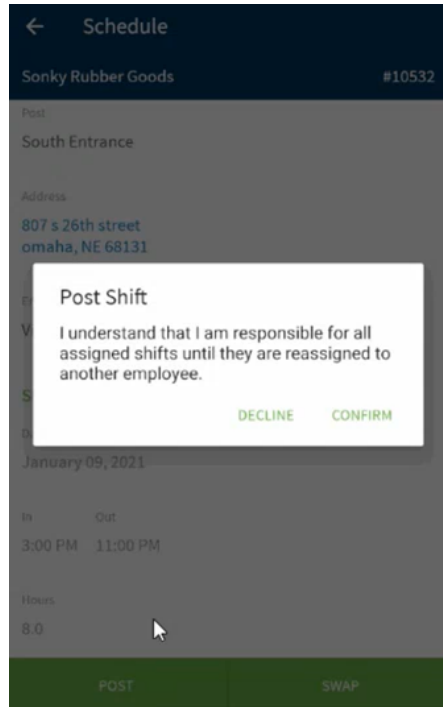 Schedule
Sonky Rubber Goods #10532
Post
South Entrance
Address
807 s 26th street
omaha, NE 68131
Post Shift
I understand that I am responsible for all
assigned shifts until they are reassigned to
another employee.
DECLINE CONFIRM
January 09, 2021
In Out
3:00 PM 11:00 PM
Hours
8.0
POST SWAP